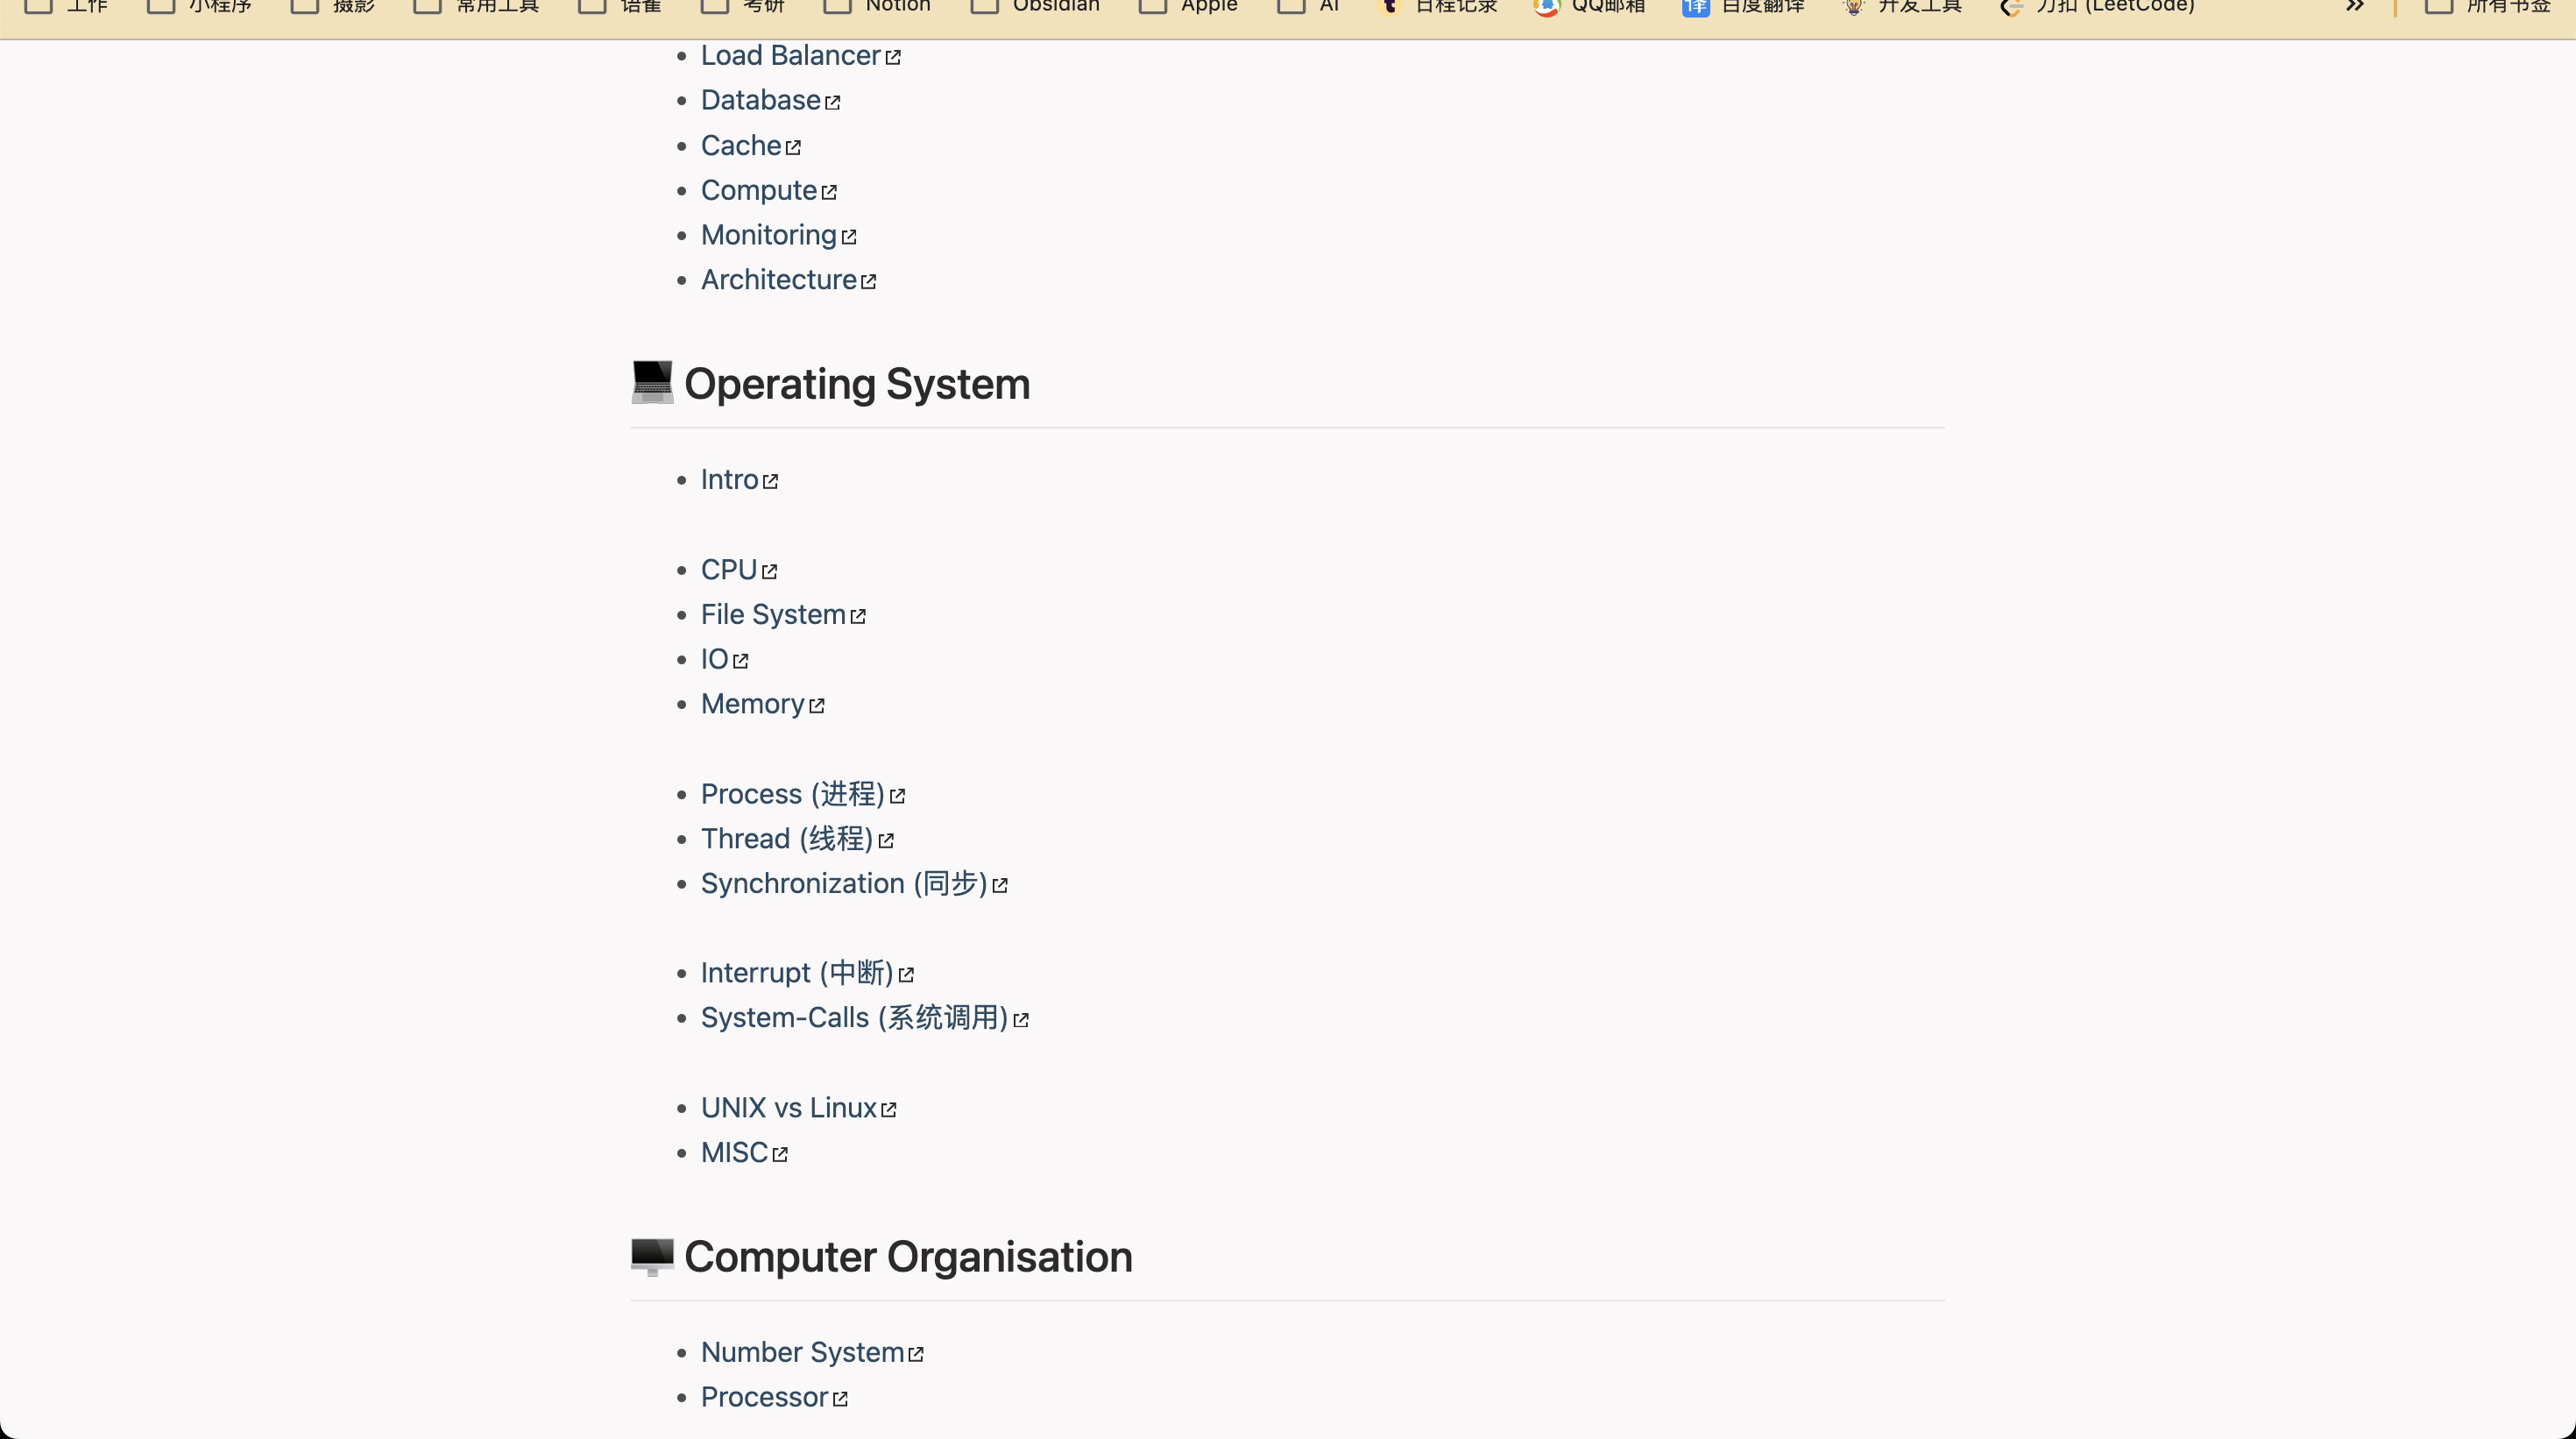 工作 小程序 摄影 常用工具 语雀 考研 Notion Obsidian Apple AI 日程记录 QQ邮箱 百度翻译 开发工具 力扣 (LeetCode) » 所有书签
Load Balancer
Database
Cache
Compute
Monitoring
Architecture
Operating System
Intro
CPU
File System
IO
Memory
Process (进程)
Thread (线程)
Synchronization (同步)
Interrupt (中断)
System-Calls (系统调用)
UNIX vs Linux
MISC
Computer Organisation
Number System
Processor